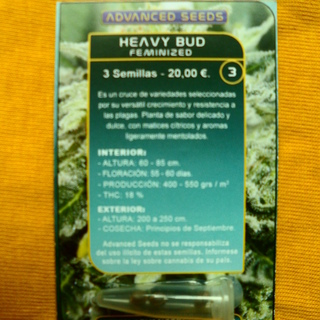 ADVANCED SEEDS
HEAVY BUD
FEMINIZED
3 Semillas - 20,00 €.
3
Es un cruce de variedades seleccionadas
por su versátil crecimiento y resistencia a
las plagas. Planta de sabor delicado y
dulce, con matices cítricos y aromas
ligeramente mentolados.
INTERIOR:
- ALTURA: 60 - 85 cm.
- FLORACIÓN: 55 - 60 dias.
- PRODUCCIÓN: 400 - 550 grs / m²
- THC: 18 %
EXTERIOR:
- ALTURA: 200 a 250 cm.
- COSECHA: Principios de Septiembre.
Advanced Seeds no se responsabiliza
del uso ilícito de estas semillas. Infórmese
sobre la ley sobre cannabis de su país.